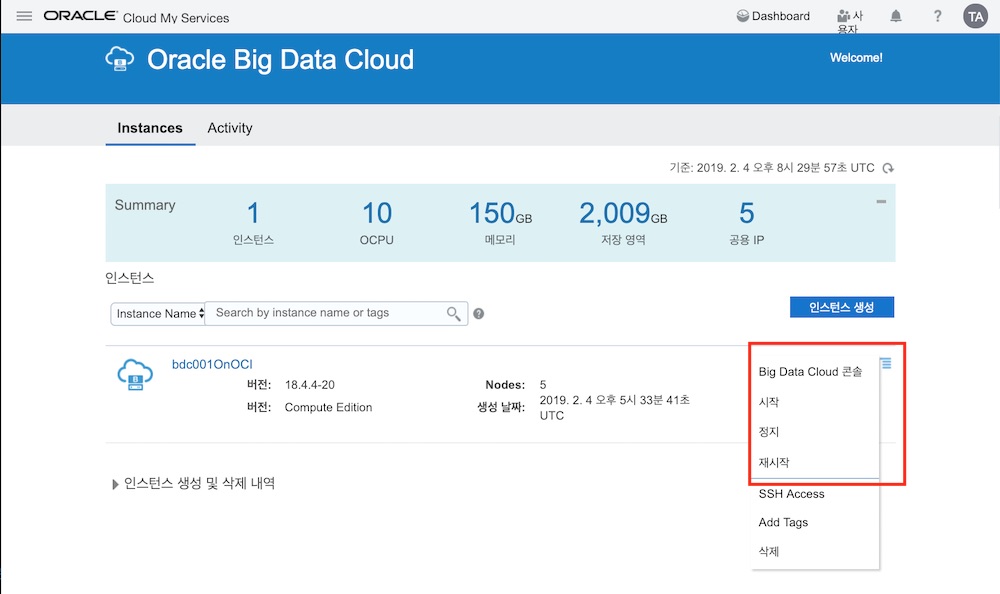 ORACLE® Cloud My Services
Dashboard
사
용자
?
TA
Oracle Big Data Cloud
Welcome!
Instances
Activity
기준: 2019. 2. 4 오후 8시 29분 57초 UTC
Summary
1
10
150GB
2,009GB
5
인스턴스
OCPU
메모리
저장 영역
공용 IP
인스턴스
Instance Name
Search by instance name or tags
?
인스턴스 생성
bdc001OnOCI
버전: 18.4.4-20
버전: Compute Edition
Nodes: 5
생성 날짜: 2019. 2. 4 오후 5시 33분 41초
UTC
Big Data Cloud 콘솔
시작
정지
재시작
SSH Access
Add Tags
삭제
인스턴스 생성 및 삭제 내역